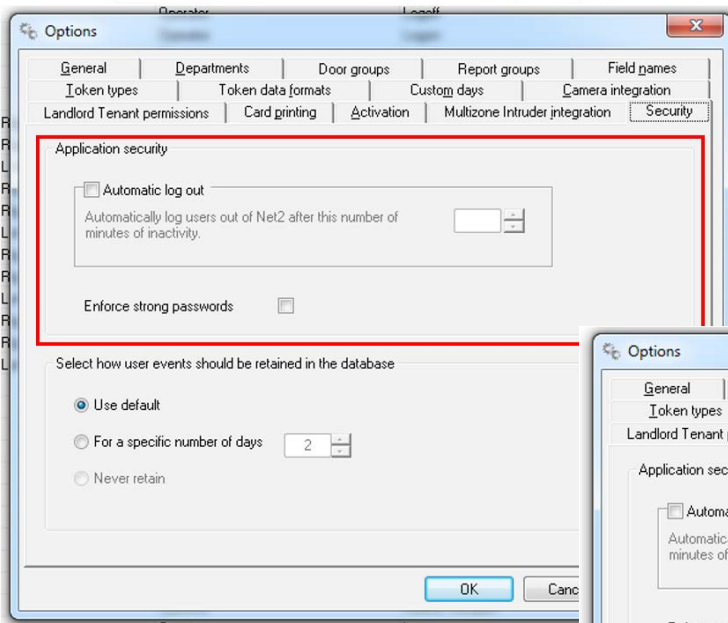 Operator Logoff
Options
General Departments Door groups Report groups Field names
Token types Token data formats Custom days Camera integration
Landlord Tenant permissions Card printing Activation Multizone Intruder integration Security
Application security
Automatic log out
Automatically log users out of Net2 after this number of
minutes of inactivity.
Enforce strong passwords
Select how user events should be retained in the database
Use default
For a specific number of days 2
Never retain
OK Canc
R
R
L
R
R
L
R
R
L
R
R
L
Options
General
Token types
Landlord Tenant
Application sec
Automa
Automatic
minutes of